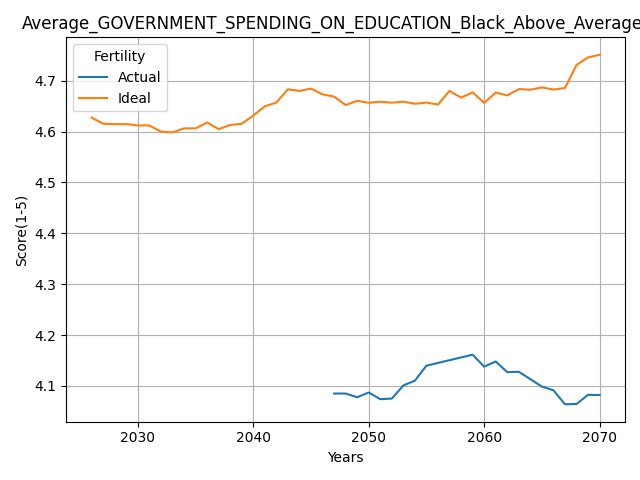 Average_GOVERNMENT_SPENDING_ON_EDUCATION_Black_Above_Average
Fertility
Actual
Ideal
4.7
4.6
4.5
4.4
4.3
4.2
4.1
Score(1-5)
2030 2040 2050 2060 2070
Years